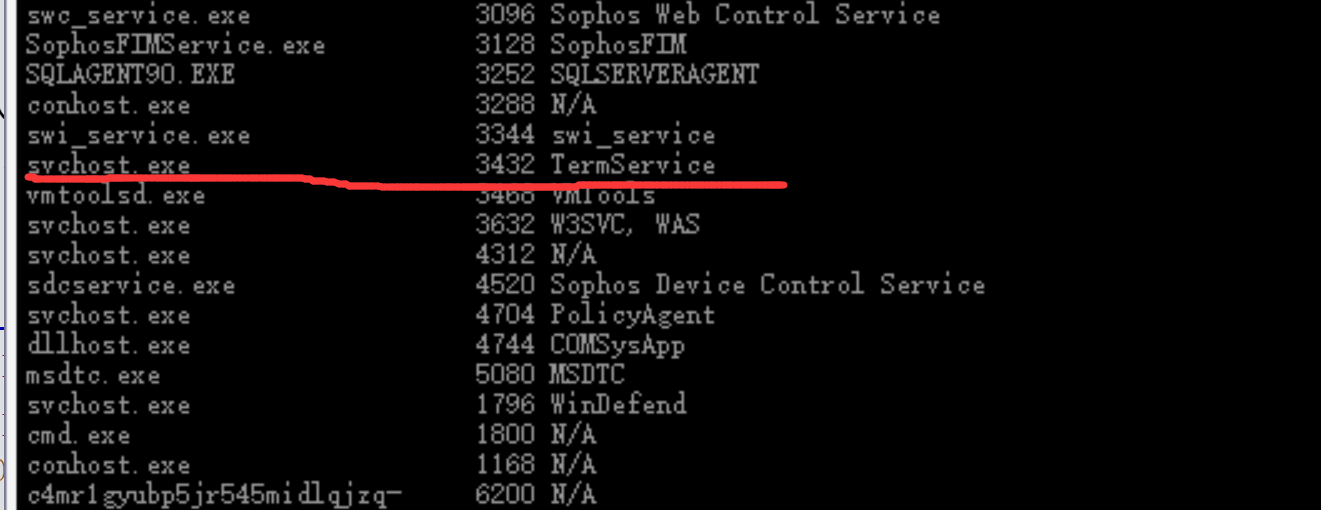 swc_service.exe 3096 Sophos Web Control Service
SophosFIMService.exe 3128 SophosFIM
SQLAGENT90.EXE 3252 SQLSERVERAGENT
conhost.exe 3288 N/A
swi_service.exe 3344 swi_service
svchost.exe 3432 TermService
vmtoolsd.exe 3468 VMTools
svchost.exe 3632 W3SVC, WAS
svchost.exe 4312 N/A
sdcservice.exe 4520 Sophos Device Control Service
svchost.exe 4704 PolicyAgent
dllhost.exe 4744 COMSysApp
msdtc.exe 5080 MSDTC
svchost.exe 1796 WinDefend
cmd.exe 1800 N/A
conhost.exe 1168 N/A
c4mr1gyubp5jr545midlqjzq- 6200 N/A